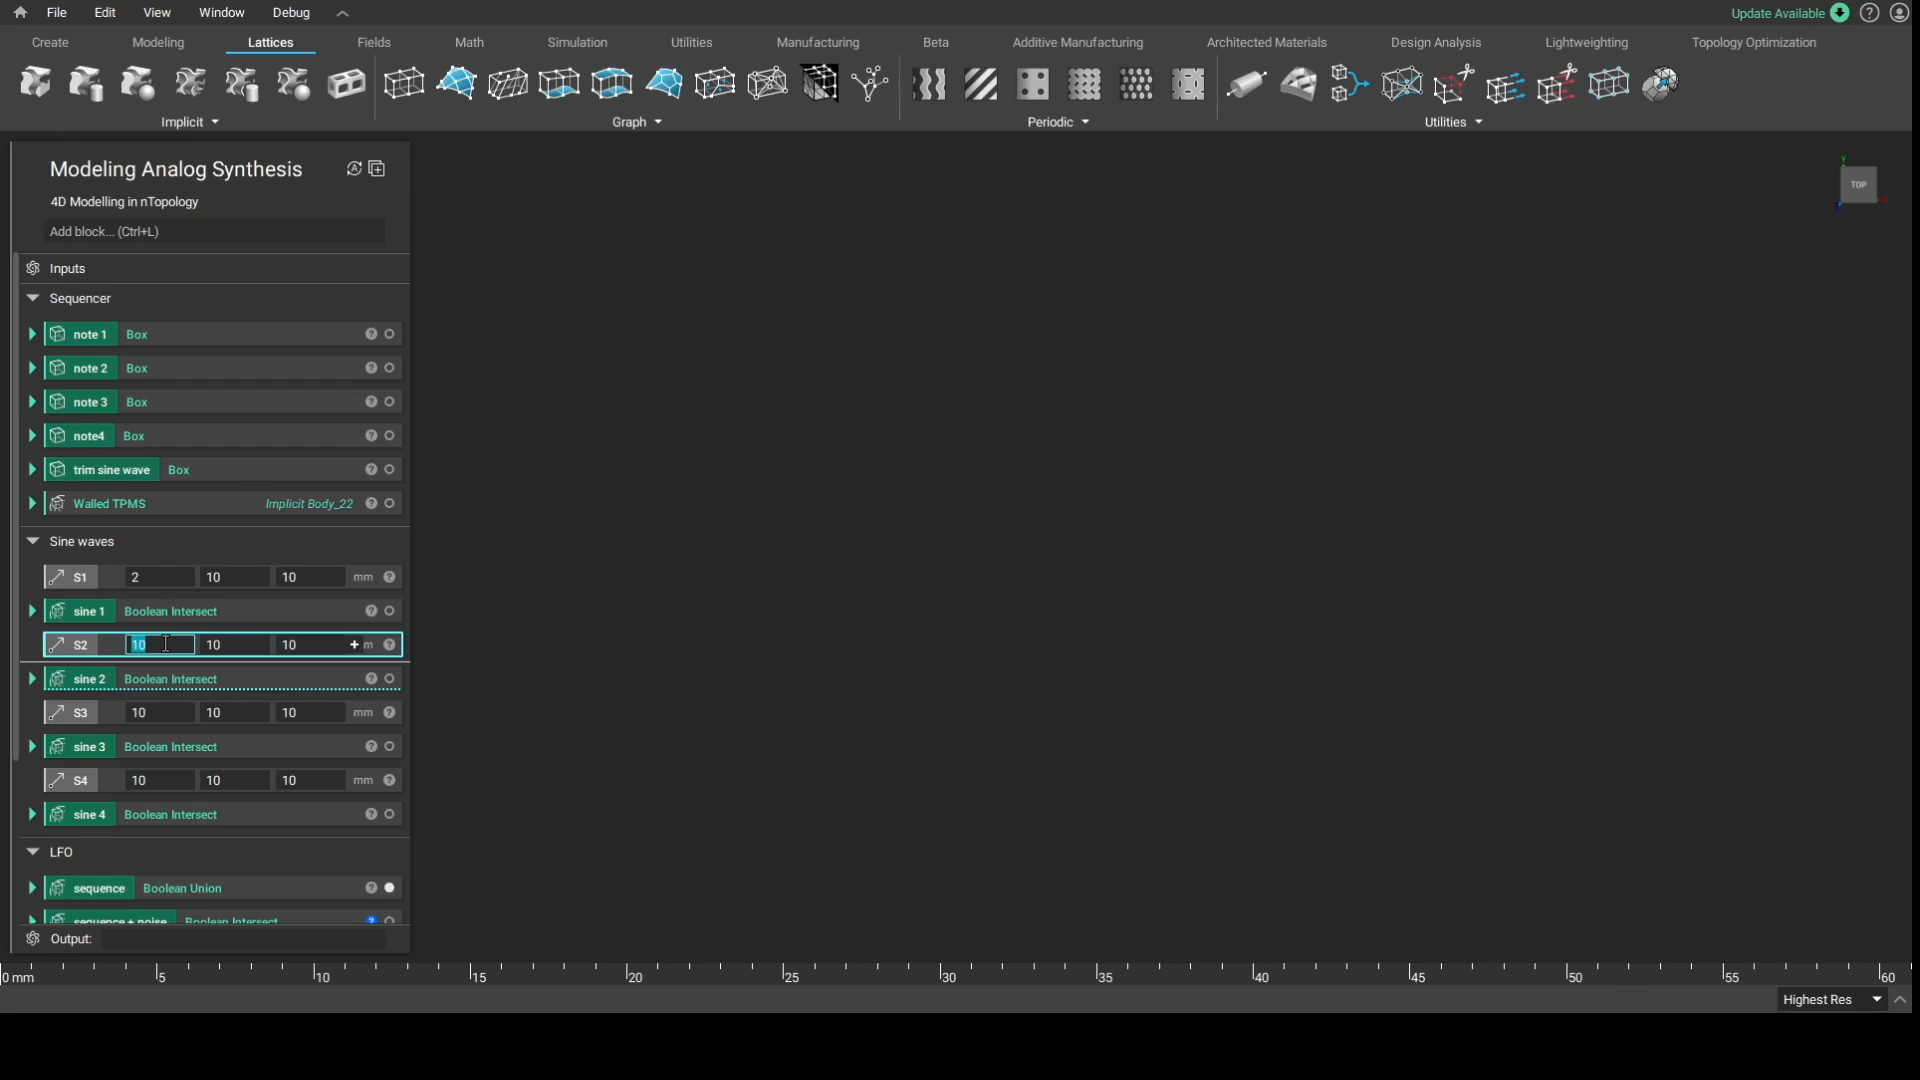 File Edit View Window Debug Update Available
Create Modeling Lattices Fields Math Simulation Utilities Manufacturing Beta Additive Manufacturing Architected Materials Design Analysis Lightweighting Topology Optimization
Implicit Graph Periodic Utilities
Modeling Analog Synthesis
4D Modelling in nTopology
Add block... (Ctrl+L)
TOP
Y
Inputs
Sequencer
note 1 Box
note 2 Box
note 3 Box
note4 Box
trim sine wave Box
Walled TPMS Implicit Body_22
Sine waves
S1 2 10 10 mm
sine 1 Boolean Intersect
S2 10 10 10 m
sine 2 Boolean Intersect
S3 10 10 10 mm
sine 3 Boolean Intersect
S4 10 10 10 mm
sine 4 Boolean Intersect
LFO
sequence Boolean Union
sequence + noise Boolean Intersect
Output:
0 mm 5 10 15 20 25 30 35 40 45 50 55 60
Highest Res